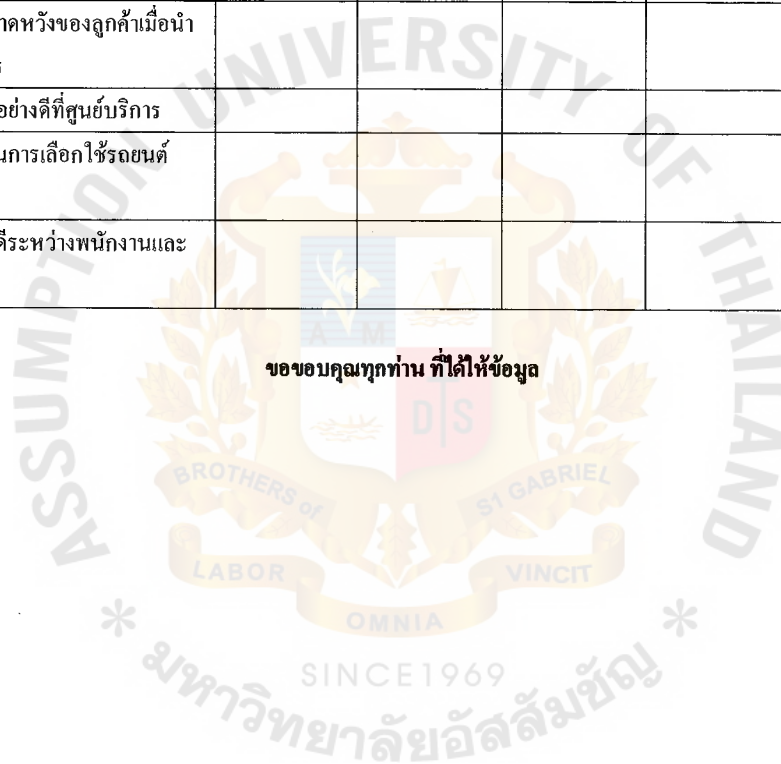 าดหวังของลูกค้าเมื่อนำ
อย่างดีที่ศูนย์บริการ
นการเลือกใช้รถยนต์
ดีระหว่างพนักงานและ
ขอขอบคุณทุกท่าน ที่ได้ให้ข้อมูล
ASSUMPTION UNIVERSITY OF THAILAND
A M
D S
BROTHERS of ST GABRIEL
LABOR VINCIT
OMNIA
SINCE1969
* มหาวิทยาลัยอัสสัมชัญ *